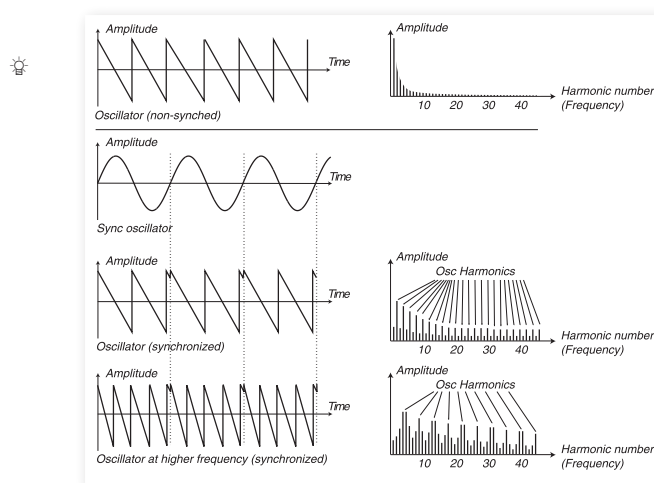 Amplitude
Time
Oscillator (non-synched)
Amplitude
10 20 30 40
Harmonic number
(Frequency)
Amplitude
Time
Sync oscillator
Amplitude
Time
Oscillator (synchronized)
Amplitude
Osc Harmonics
10 20 30 40
Harmonic number
(Frequency)
Amplitude
Time
Oscillator at higher frequency (synchronized)
Amplitude
Osc Harmonics
10 20 30 40
Harmonic number
(Frequency)